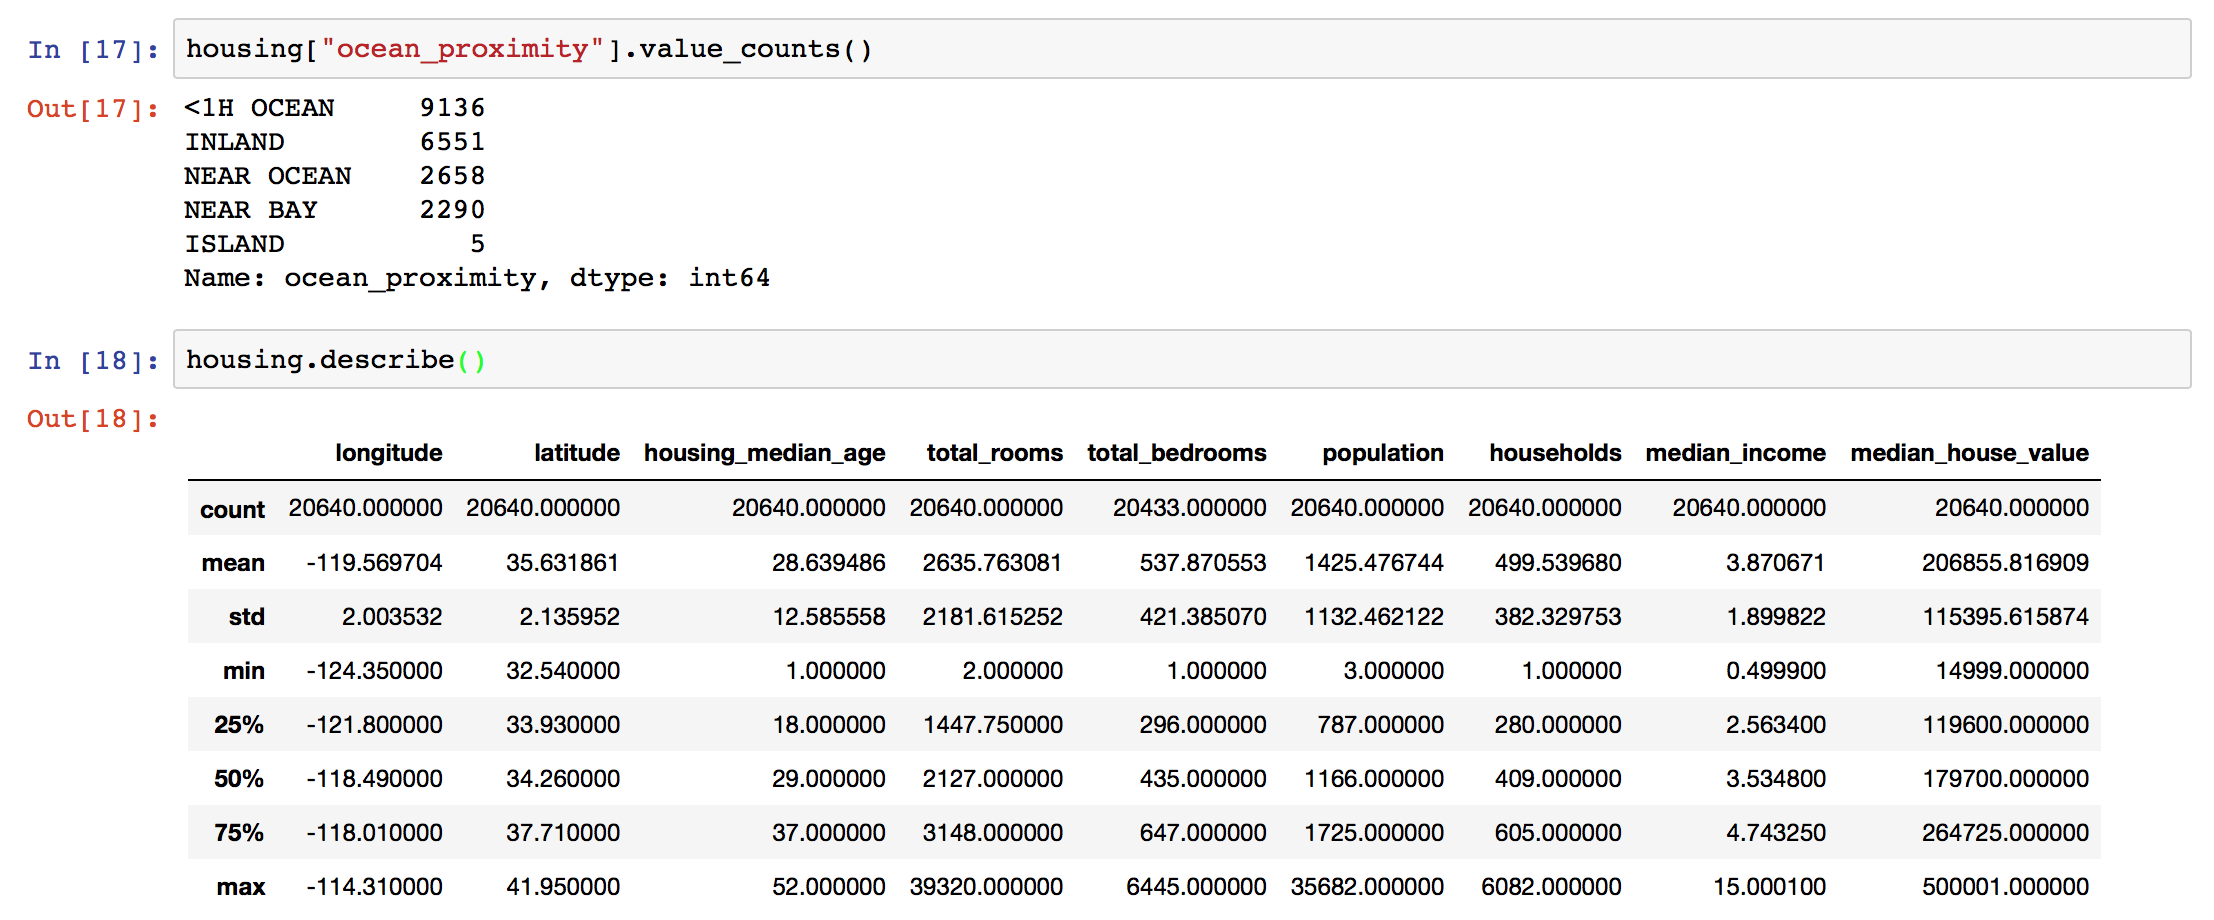 In [17]: housing["ocean_proximity"].value_counts()
Out[17]: <1H OCEAN     9136
INLAND        6551
NEAR OCEAN    2658
NEAR BAY      2290
ISLAND           5
Name: ocean_proximity, dtype: int64
In [18]: housing.describe()
Out[18]:
longitude latitude housing_median_age total_rooms total_bedrooms population households median_income median_house_value
count 20640.000000 20640.000000 20640.000000 20640.000000 20433.000000 20640.000000 20640.000000 20640.000000 20640.000000
mean -119.569704 35.631861 28.639486 2635.763081 537.870553 1425.476744 499.539680 3.870671 206855.816909
std 2.003532 2.135952 12.585558 2181.615252 421.385070 1132.462122 382.329753 1.899822 115395.615874
min -124.350000 32.540000 1.000000 2.000000 1.000000 3.000000 1.000000 0.499900 14999.000000
25% -121.800000 33.930000 18.000000 1447.750000 296.000000 787.000000 280.000000 2.563400 119600.000000
50% -118.490000 34.260000 29.000000 2127.000000 435.000000 1166.000000 409.000000 3.534800 179700.000000
75% -118.010000 37.710000 37.000000 3148.000000 647.000000 1725.000000 605.000000 4.743250 264725.000000
max -114.310000 41.950000 52.000000 39320.000000 6445.000000 35682.000000 6082.000000 15.000100 500001.000000